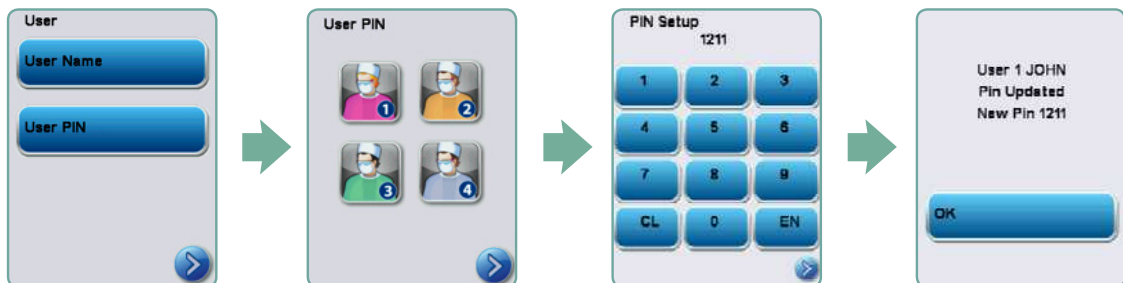 User
User Name
User PIN
User PIN
1
2
3
4
PIN Setup
1211
1 2 3
4 5 6
7 8 9
CL 0 EN
User 1 JOHN
Pin Updated
New Pin 1211
OK